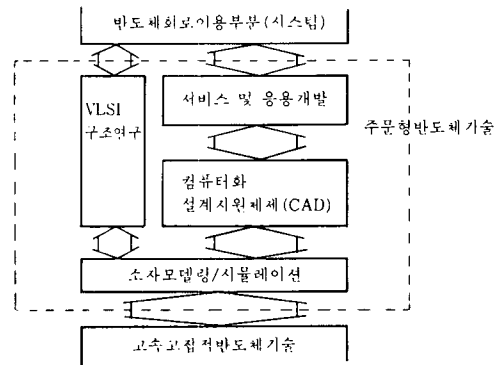 반도체회로이용부분(시스팀)
VLSI
구조연구
서비스 및 응용개발
주문형반도체기술
컴퓨터화
설계지원체제(CAD)
소자모델링/시뮬레이션
고속고집적반도체기술